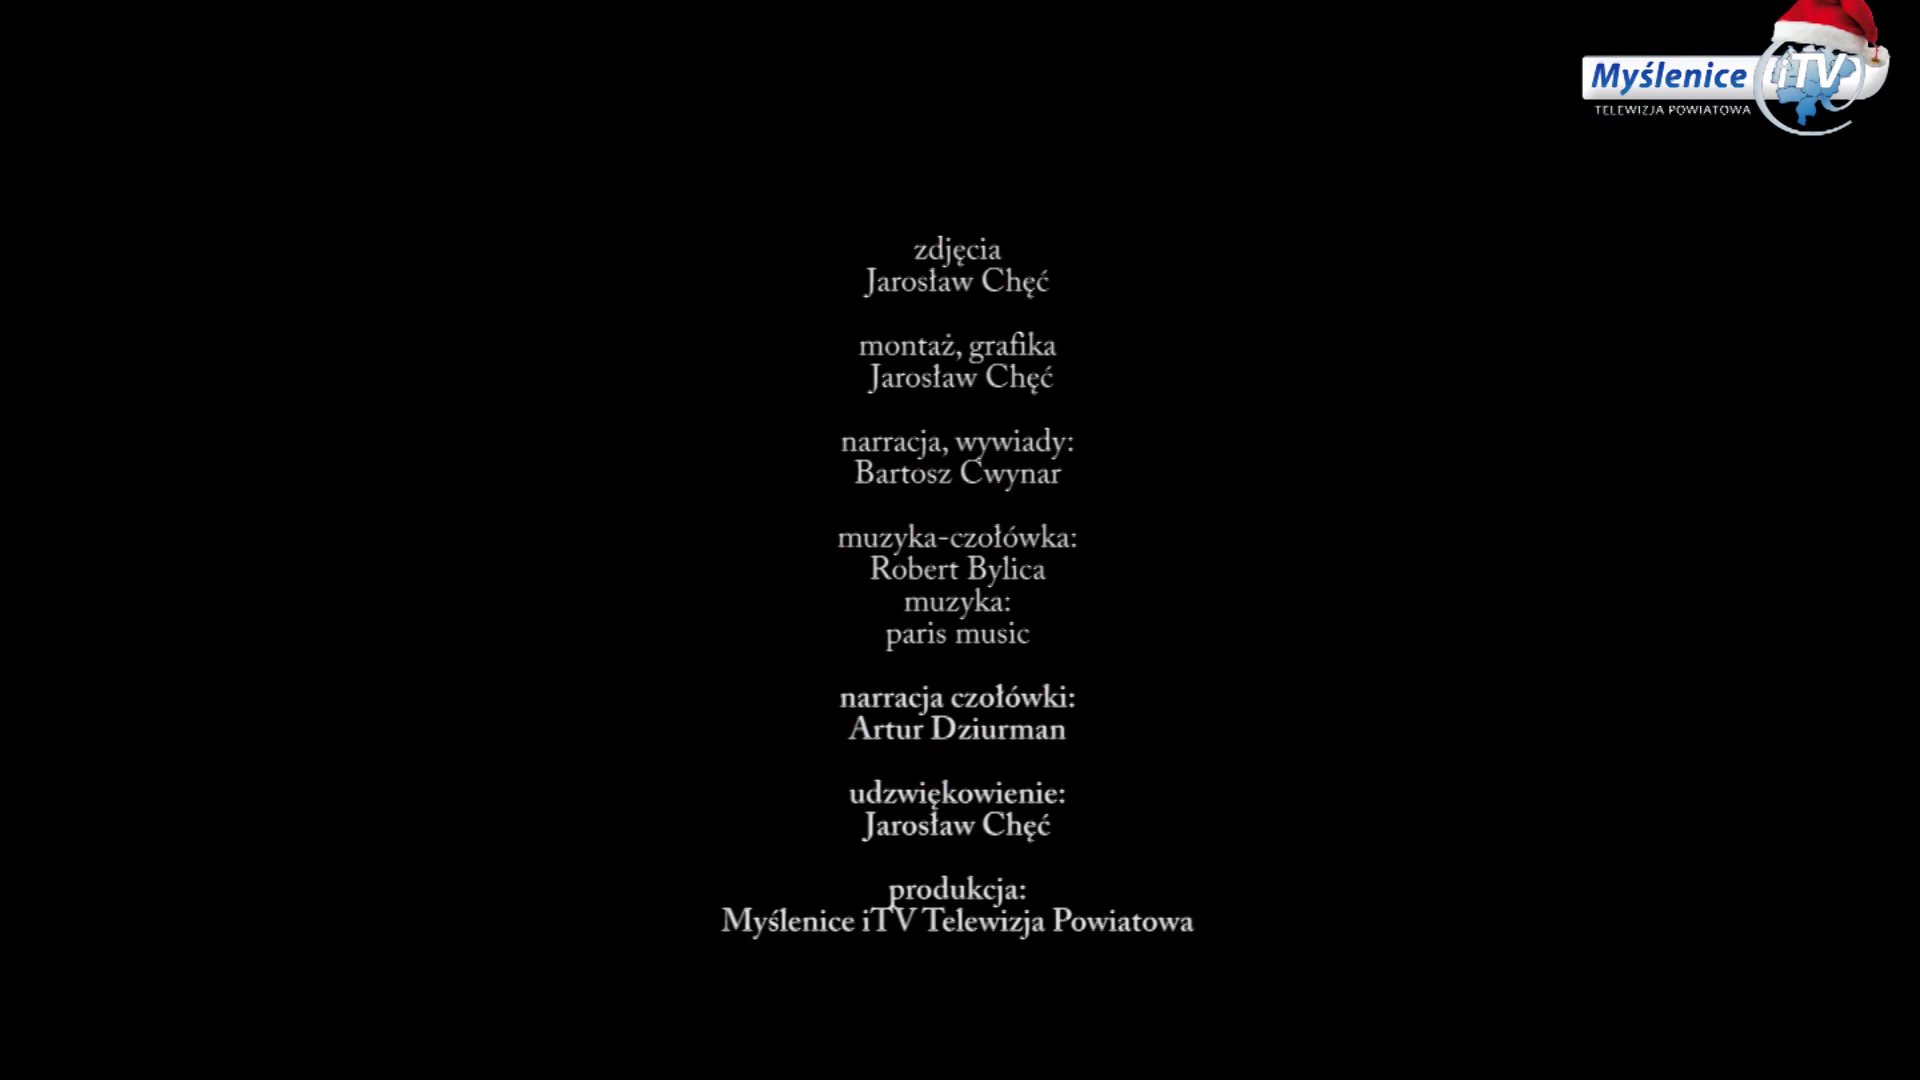 Myślenice iTV
TELEWIZJA POWIATOWA
zdjęcia
Jarosław Chęć
montaż, grafika
Jarosław Chęć
narracja, wywiady:
Bartosz Cwynar
muzyka-czołówka:
Robert Bylica
muzyka:
paris music
narracja czołówki:
Artur Dziurman
udzwiękowienie:
Jarosław Chęć
produkcja:
Myślenice iTV Telewizja Powiatowa